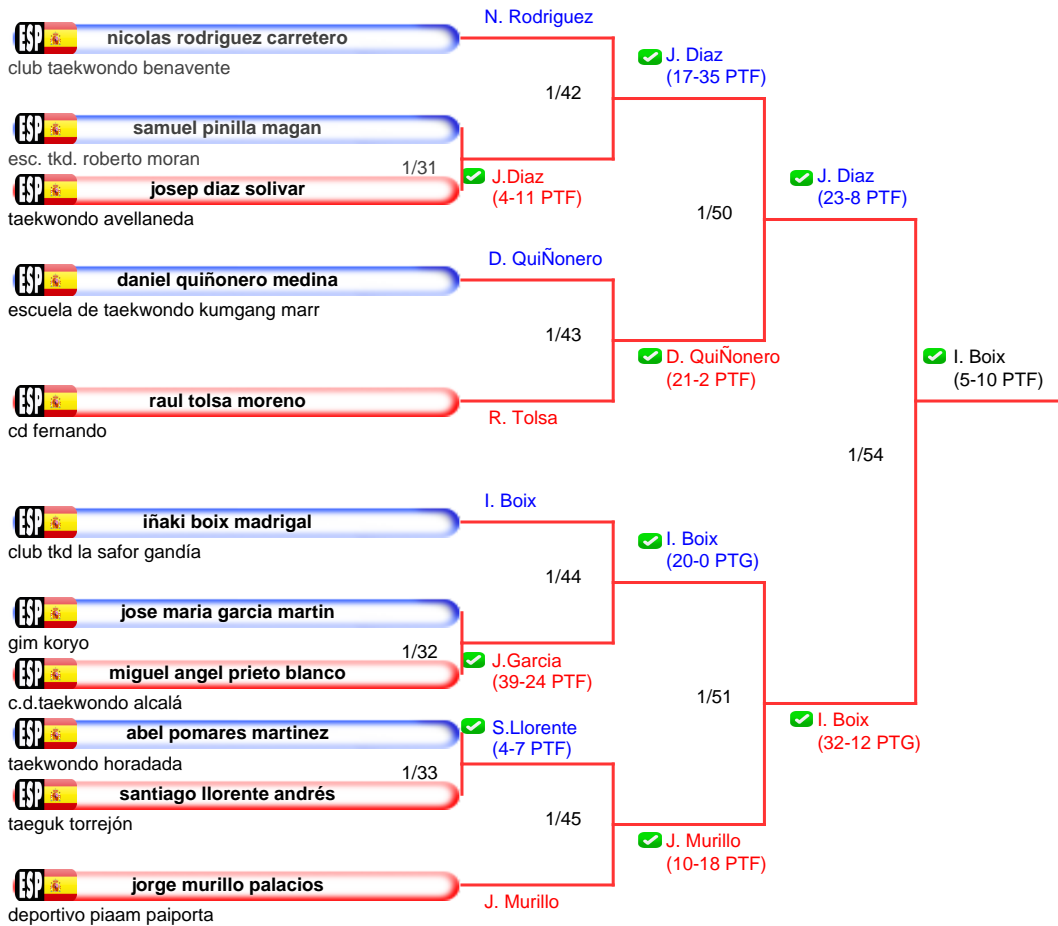 N. Rodriguez
ESP nicolas rodriguez carretero
club taekwondo benavente
J. Diaz
(17-35 PTF)
1/42
ESP samuel pinilla magan
esc. tkd. roberto moran
1/31
J.Diaz
(4-11 PTF)
ESP josep diaz solivar
taekwondo avellaneda
J. Diaz
(23-8 PTF)
1/50
D. QuiÑonero
ESP daniel quiñonero medina
escuela de taekwondo kumgang marr
1/43
D. QuiÑonero
(21-2 PTF)
I. Boix
(5-10 PTF)
ESP raul tolsa moreno
R. Tolsa
cd fernando
1/54
I. Boix
ESP iñaki boix madrigal
club tkd la safor gandía
I. Boix
(20-0 PTG)
1/44
ESP jose maria garcia martin
gim koryo
1/32
J.Garcia
(39-24 PTF)
ESP miguel angel prieto blanco
c.d.taekwondo alcalá
1/51
I. Boix
(32-12 PTG)
ESP abel pomares martinez
S.Llorente
(4-7 PTF)
taekwondo horadada
1/33
ESP santiago llorente andrés
taeguk torrejón
1/45
J. Murillo
(10-18 PTF)
ESP jorge murillo palacios
J. Murillo
deportivo piaam paiporta